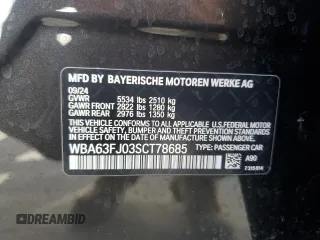 MFD BY BAYERISCHE MOTOREN WERKE AG
09/24
GVWR 5534 lbs 2510 kg
GAWR FRONT 2822 lbs 1280 kg
GAWR REAR 2976 lbs 1350 kg
THIS VEHICLE CONFORMS TO ALL APPLICABLE FEDERAL MOTOR VEHICLE SAFETY, BUMPER, AND THEFT PREVENTION STANDARDS IN EFFECT ON THE DATE OF MANUFACTURE SHOWN ABOVE.
WBA63FJ03SCT78685 TYPE: PASSENGER CAR
A90
DIRECT AUCTION